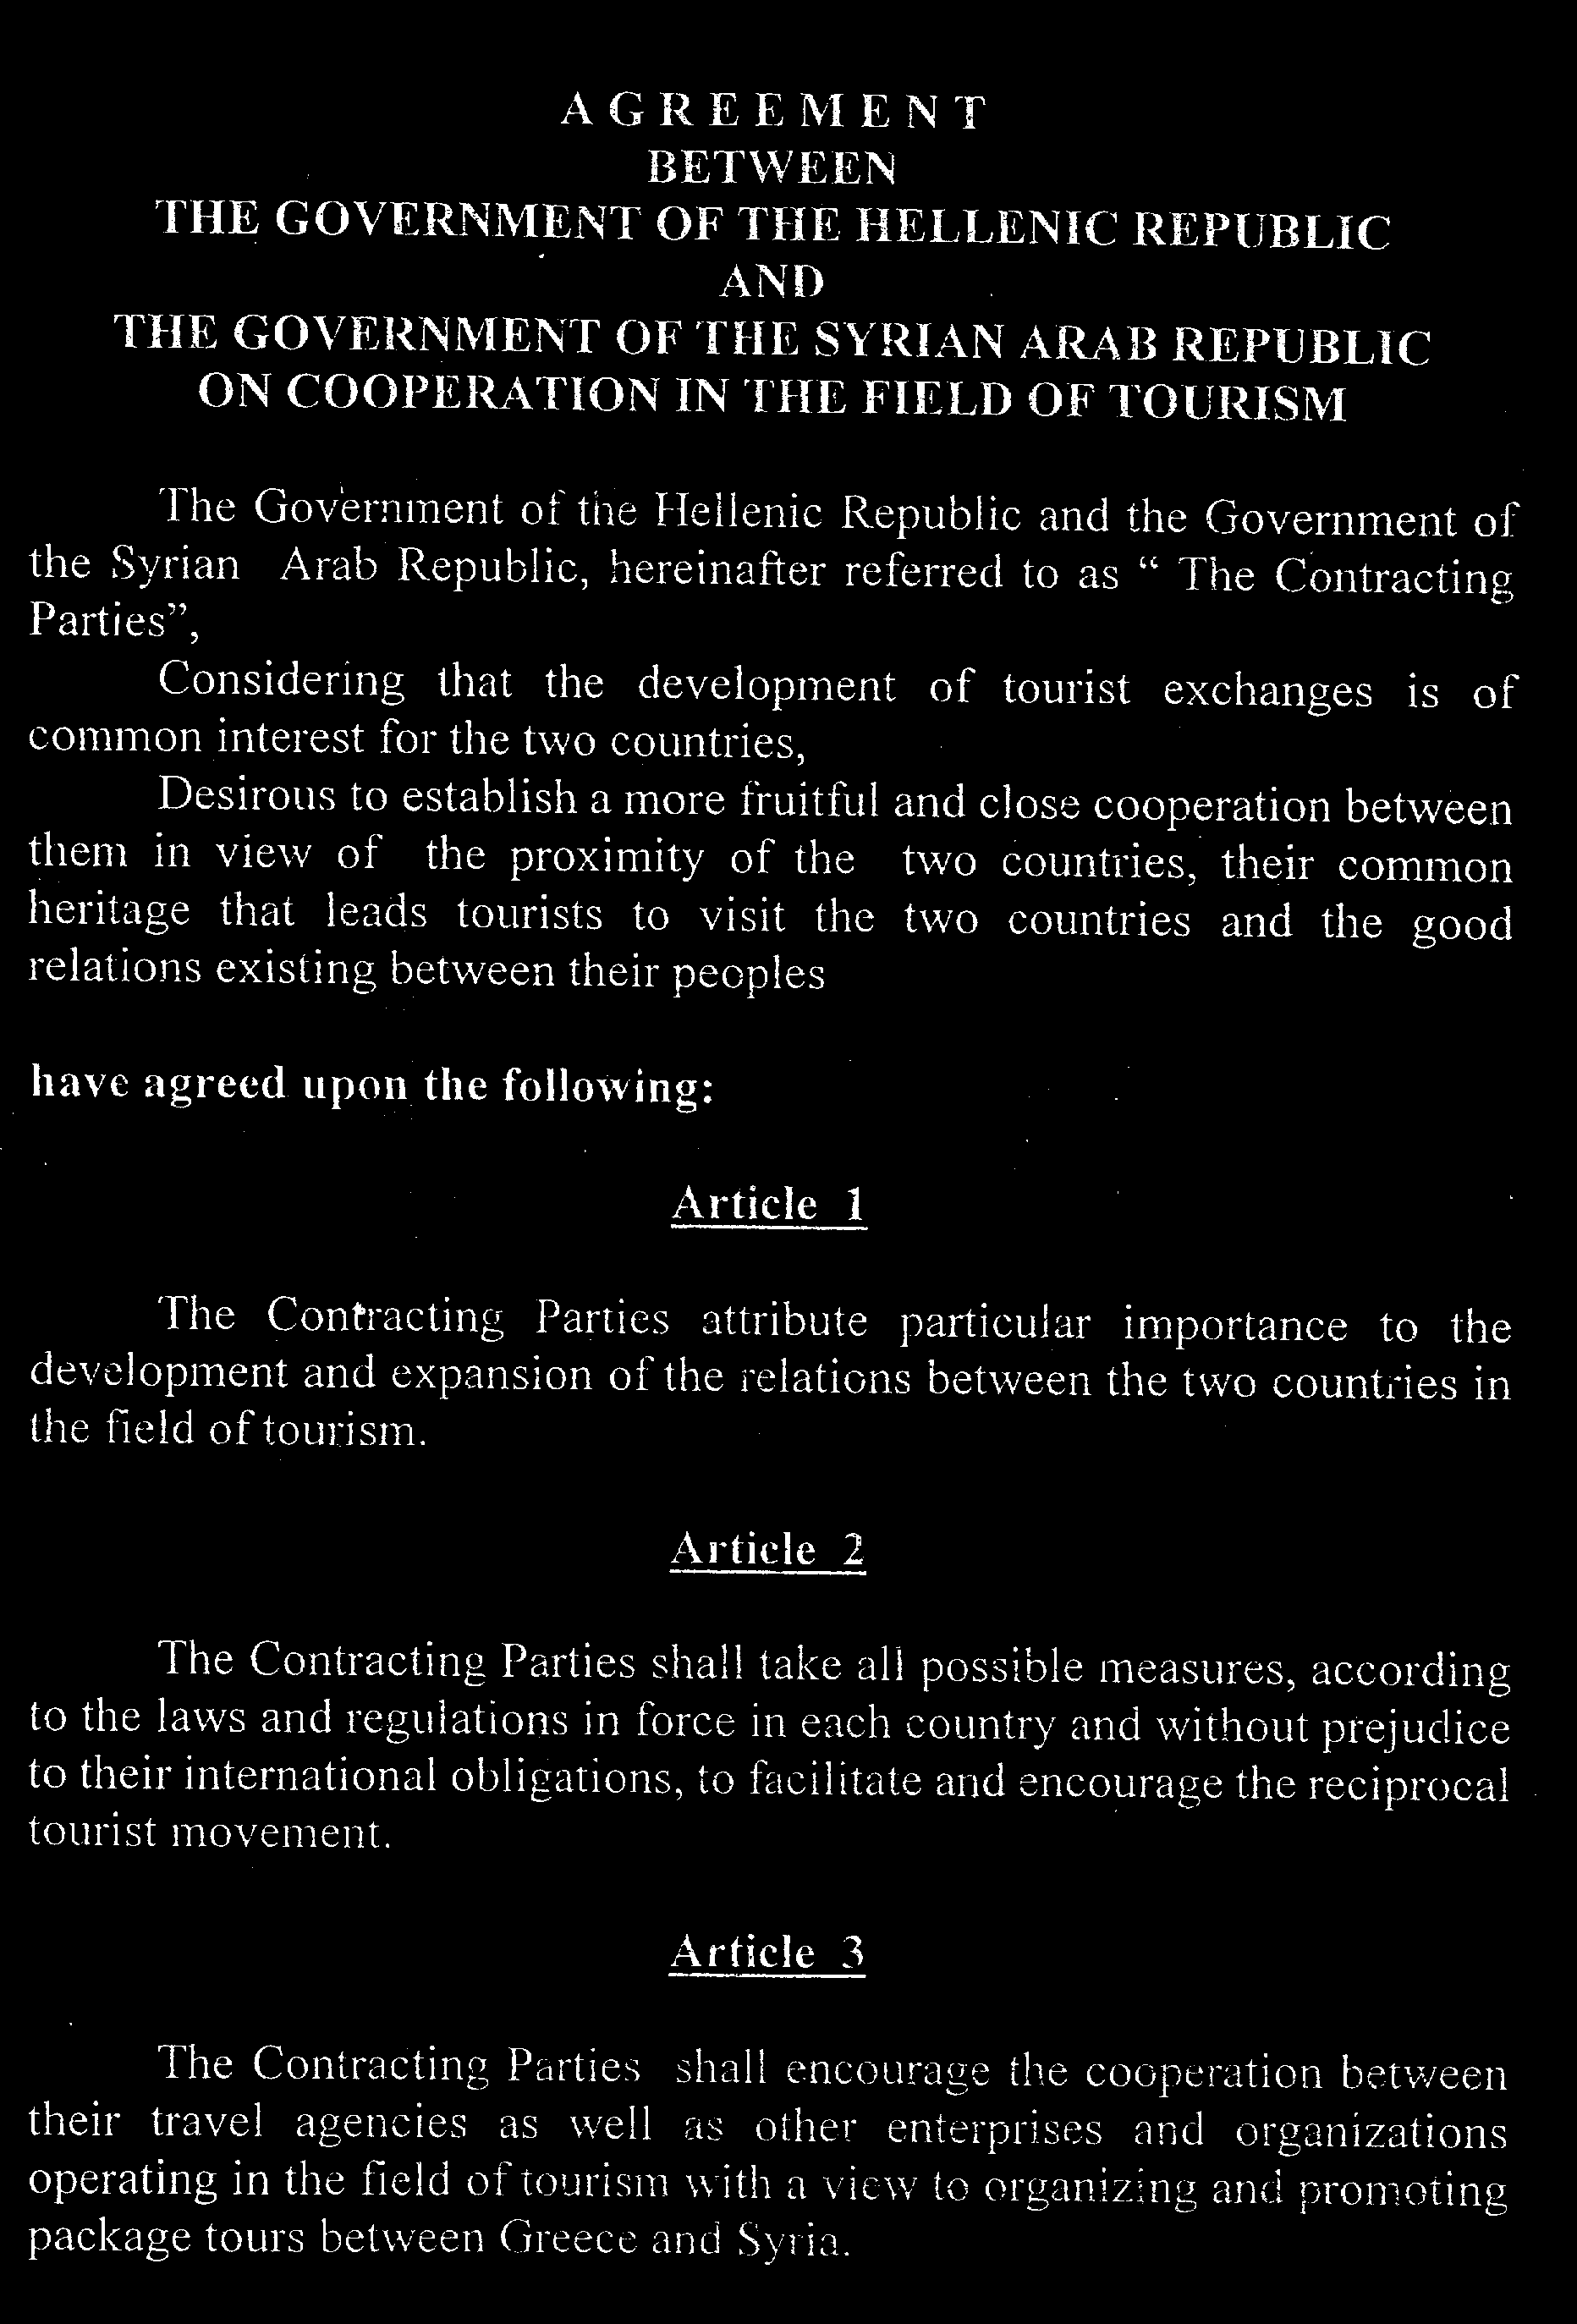 AGREEMENT
BETWEEN
THE GOVERNMENT OF THE HELLENIC REPUBLIC
AND
THE GOVERNMENT OF THE SYRIAN ARAB REPUBLIC
ON COOPERATION IN THE FIELD OF TOURISM
The Government of the Hellenic Republic and the Government of
the Syrian Arab Republic, hereinafter referred to as “ The Contracting
Parties”,
Considering that the development of tourist exchanges is of
common interest for the two countries,
Desirous to establish a more fruitful and close cooperation between
them in view of the proximity of the two countries, their common
heritage that leads tourists to visit the two countries and the good
relations existing between their peoples
have agreed upon the following:
Article 1
The Contracting Parties attribute particular importance to the
development and expansion of the relations between the two countries in
the field of tourism.
Article 2
The Contracting Parties shall take all possible measures, according
to the laws and regulations in force in each country and without prejudice
to their international obligations, to facilitate and encourage the reciprocal
tourist movement.
Article 3
The Contracting Parties shall encourage the cooperation between
their travel agencies as well as other enterprises and organizations
operating in the field of tourism with a view to organizing and promoting
package tours between Greece and Syria.